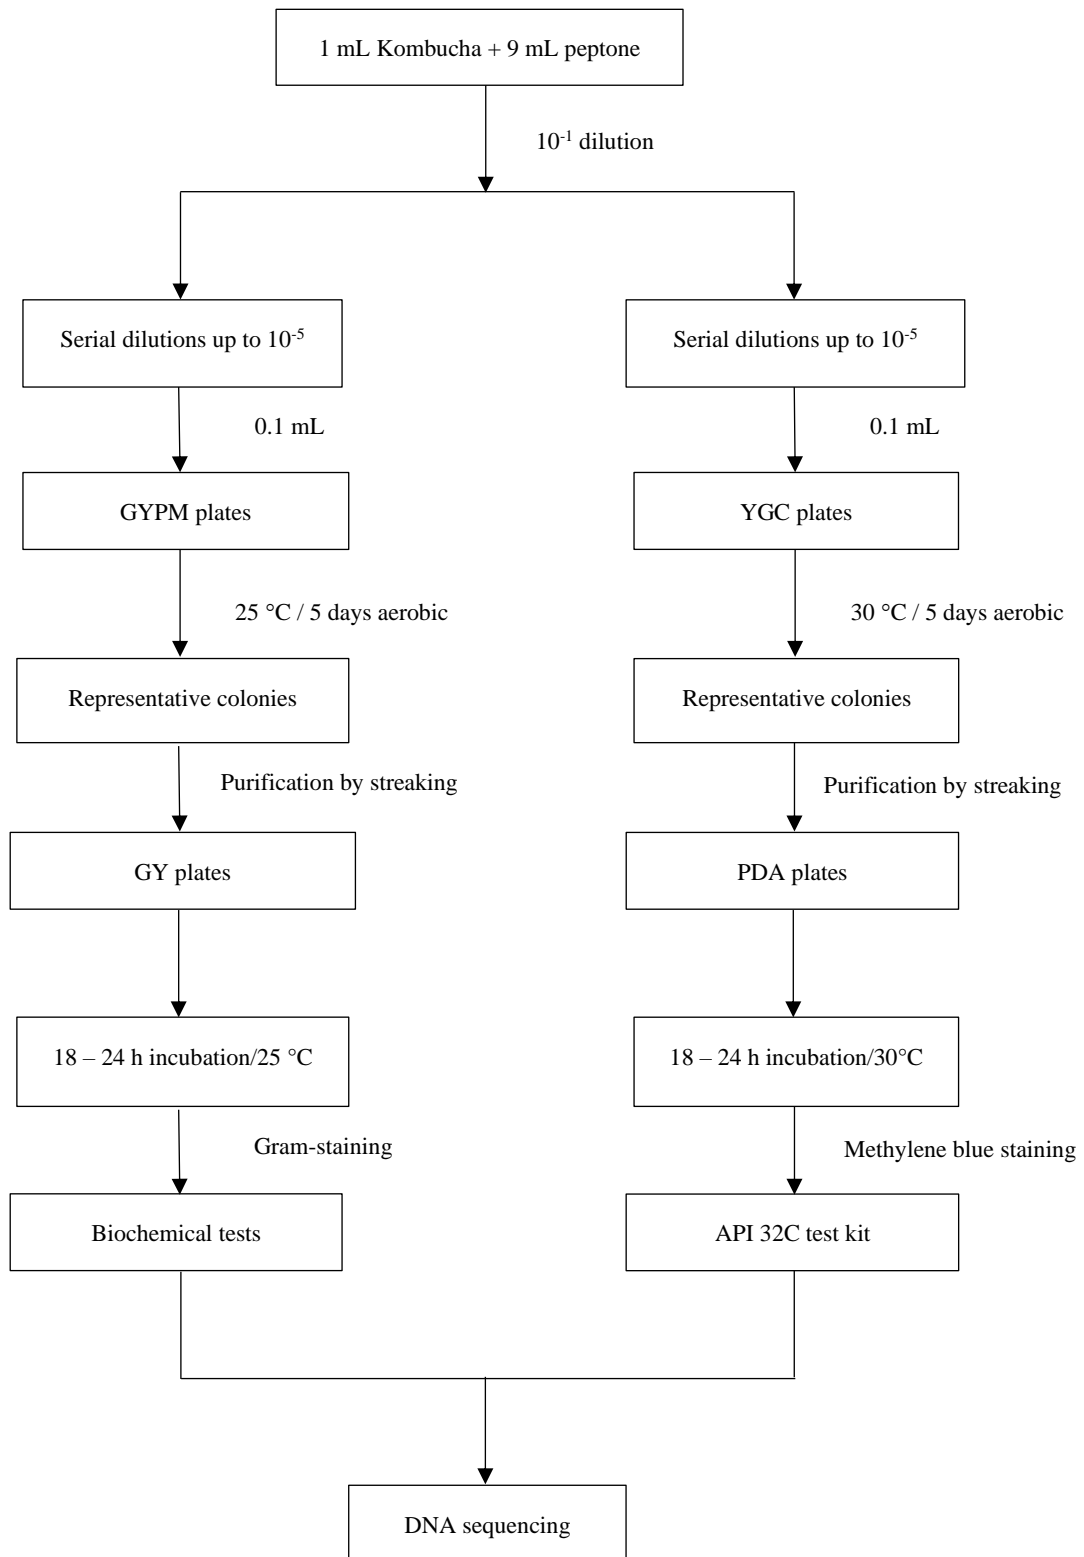 1 mL Kombucha + 9 mL peptone
10⁻¹ dilution
Serial dilutions up to 10⁻⁵
Serial dilutions up to 10⁻⁵
0.1 mL
0.1 mL
GYPM plates
YGC plates
25 °C / 5 days aerobic
30 °C / 5 days aerobic
Representative colonies
Representative colonies
Purification by streaking
Purification by streaking
GY plates
PDA plates
18 – 24 h incubation/25 °C
18 – 24 h incubation/30°C
Gram-staining
Methylene blue staining
Biochemical tests
API 32C test kit
DNA sequencing